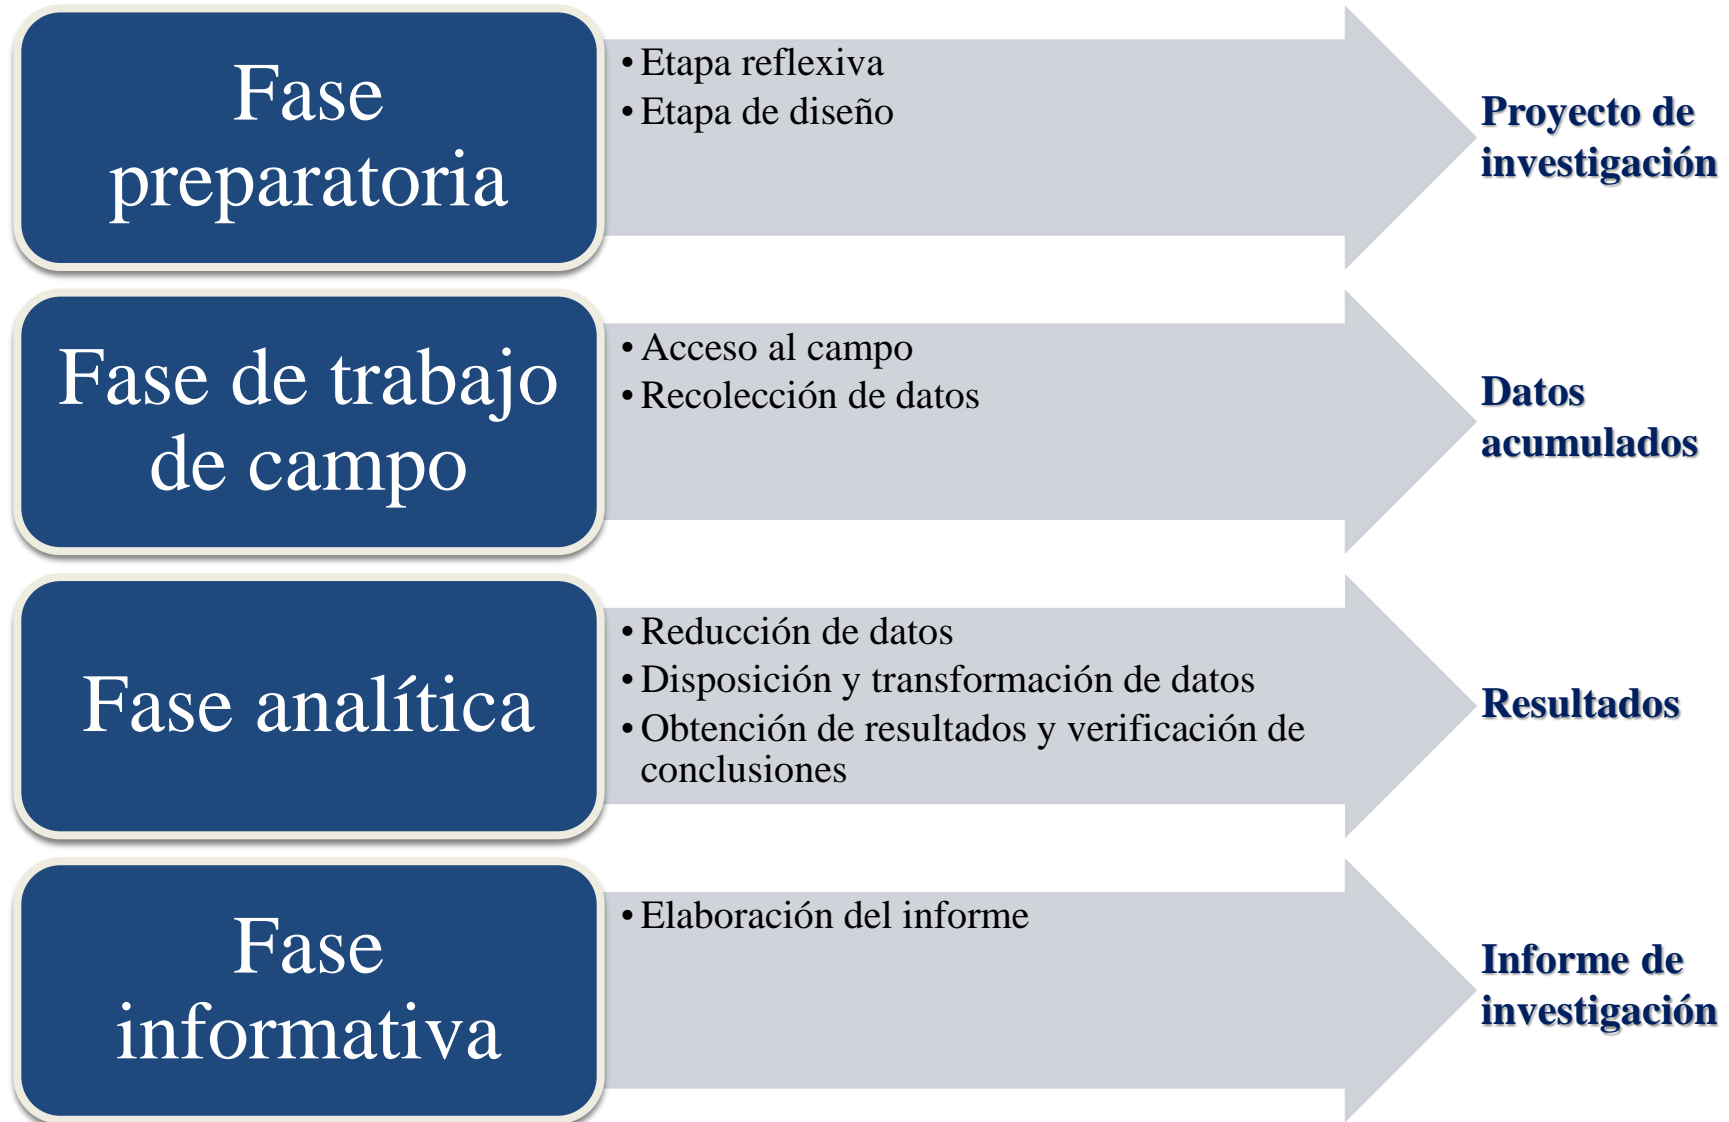 Fase
preparatoria
• Etapa reflexiva
• Etapa de diseño
Proyecto de
investigación
Fase de trabajo
de campo
• Acceso al campo
• Recolección de datos
Datos
acumulados
Fase analítica
• Reducción de datos
• Disposición y transformación de datos
• Obtención de resultados y verificación de
conclusiones
Resultados
Fase
informativa
• Elaboración del informe
Informe de
investigación